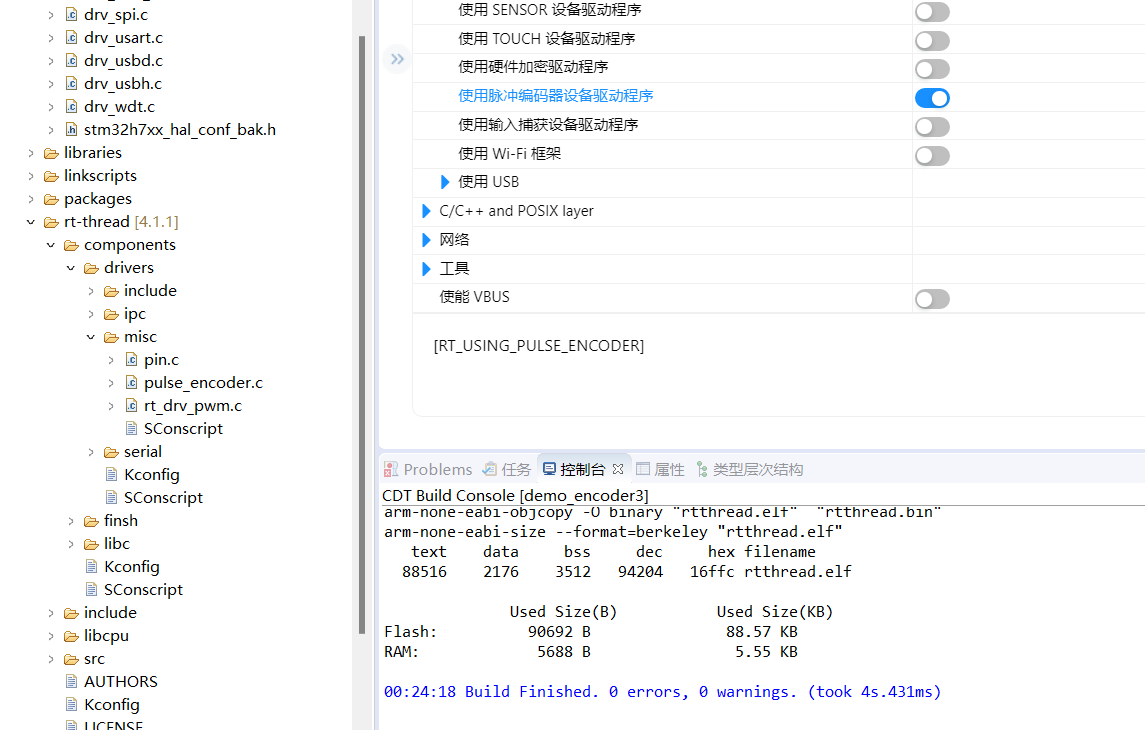 drv_spi.c
drv_usart.c
drv_usbd.c
drv_usbh.c
drv_wdt.c
stm32h7xx_hal_conf_bak.h
libraries
linkscripts
packages
rt-thread [4.1.1]
components
drivers
include
ipc
misc
pin.c
pulse_encoder.c
rt_drv_pwm.c
SConscript
serial
Kconfig
SConscript
finsh
libc
Kconfig
SConscript
include
libcpu
src
AUTHORS
Kconfig
LICENSE
使用 SENSOR 设备驱动程序
使用 TOUCH 设备驱动程序
使用硬件加密驱动程序
使用脉冲编码器设备驱动程序
使用输入捕获设备驱动程序
使用 Wi-Fi 框架
使用 USB
C/C++ and POSIX layer
网络
工具
使能 VBUS
[RT_USING_PULSE_ENCODER]
Problems 任务 控制台 属性 类型层次结构
CDT Build Console [demo_encoder3]
arm-none-eabi-objcopy -O binary "rtthread.elf"  "rtthread.bin"
arm-none-eabi-size --format=berkeley "rtthread.elf"
text    data     bss     dec     hex filename
88516    2176    3512   94204   16ffc rtthread.elf
Used Size(B)           Used Size(KB)
Flash:          90692 B               88.57 KB
RAM:             5688 B                5.55 KB
00:24:18 Build Finished. 0 errors, 0 warnings. (took 4s.431ms)